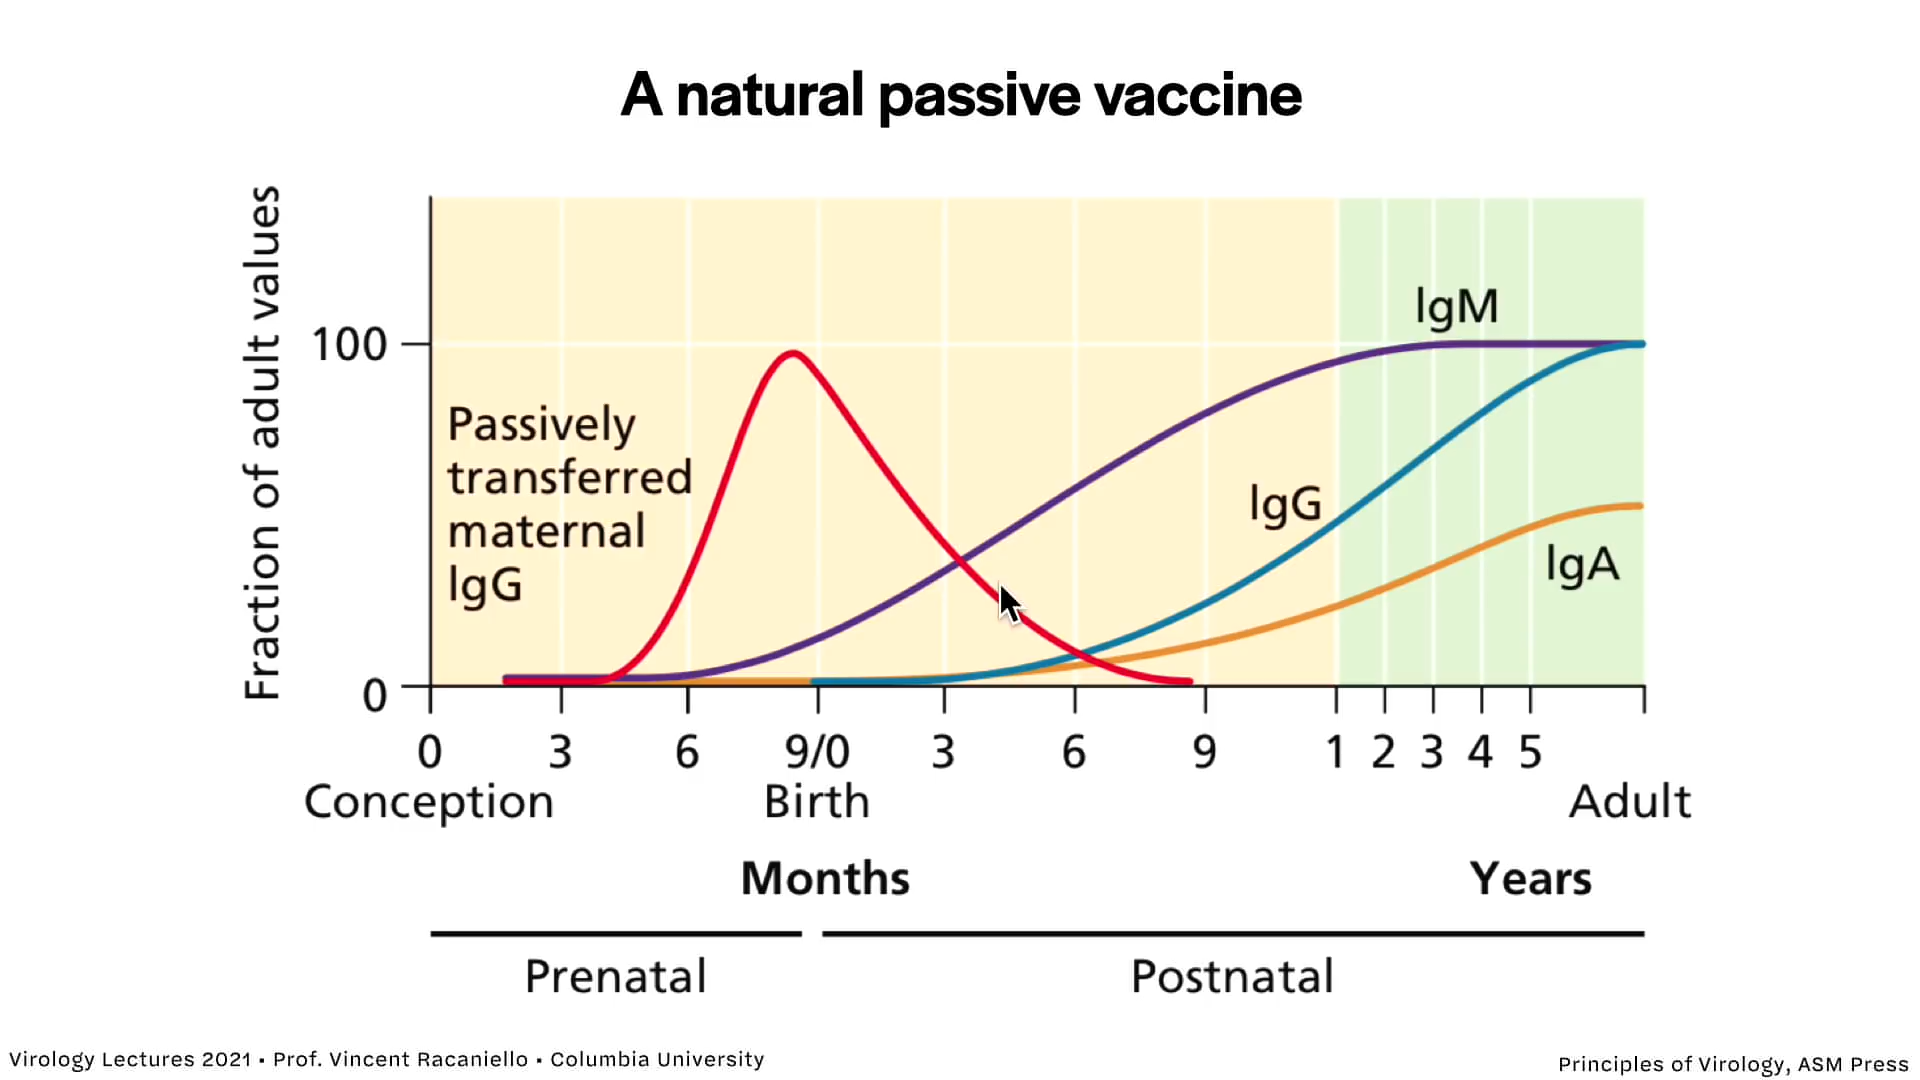 A natural passive vaccine
Fraction of adult values
100
0
Passively
transferred
maternal
IgG
IgM
IgG
IgA
0 3 6 9/0 3 6 9 1 2 3 4 5
Conception Birth Adult
Months Years
Prenatal Postnatal
Virology Lectures 2021 • Prof. Vincent Racaniello • Columbia University
Principles of Virology, ASM Press